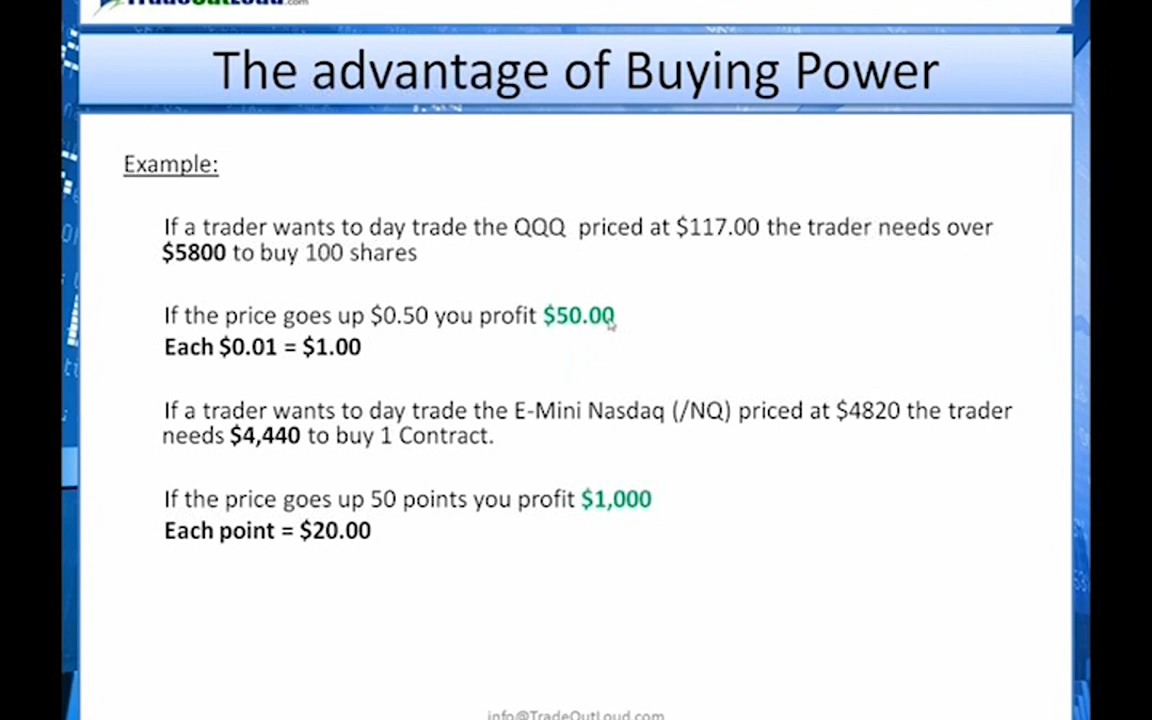 TradeOutLoud.com
The advantage of Buying Power
Example:
If a trader wants to day trade the QQQ priced at $117.00 the trader needs over
$5800 to buy 100 shares
If the price goes up $0.50 you profit $50.00
Each $0.01 = $1.00
If a trader wants to day trade the E-Mini Nasdaq (/NQ) priced at $4820 the trader
needs $4,440 to buy 1 Contract.
If the price goes up 50 points you profit $1,000
Each point = $20.00
info@TradeOutLoud.com